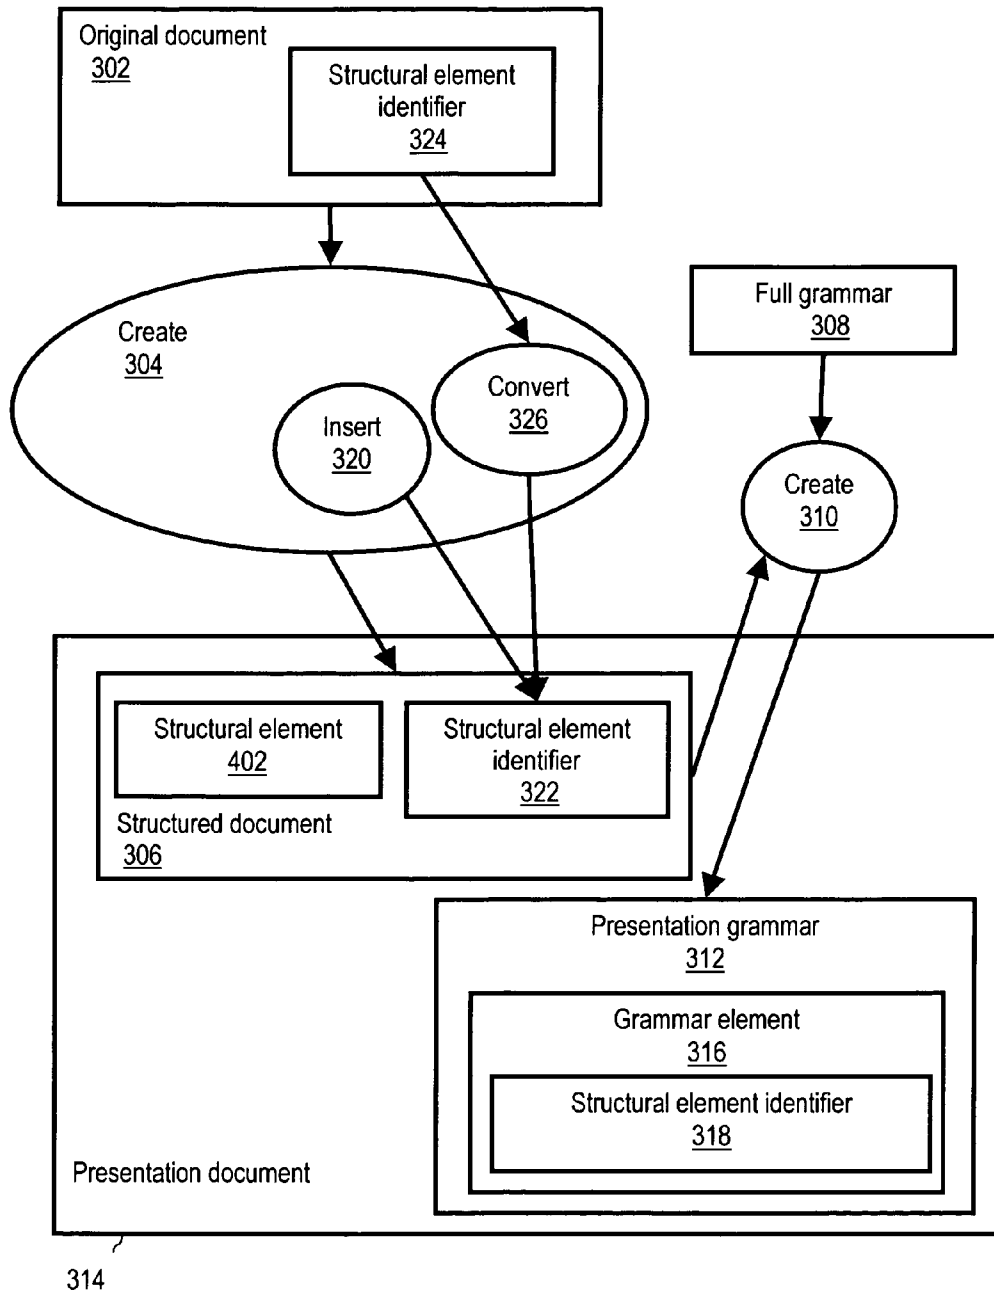 Original document
302
Structural element
identifier
324
Create
304
Full grammar
308
Convert
326
Insert
320
Create
310
Structural element
402
Structural element
identifier
322
Structured document
306
Presentation grammar
312
Grammar element
316
Structural element identifier
318
Presentation document
314